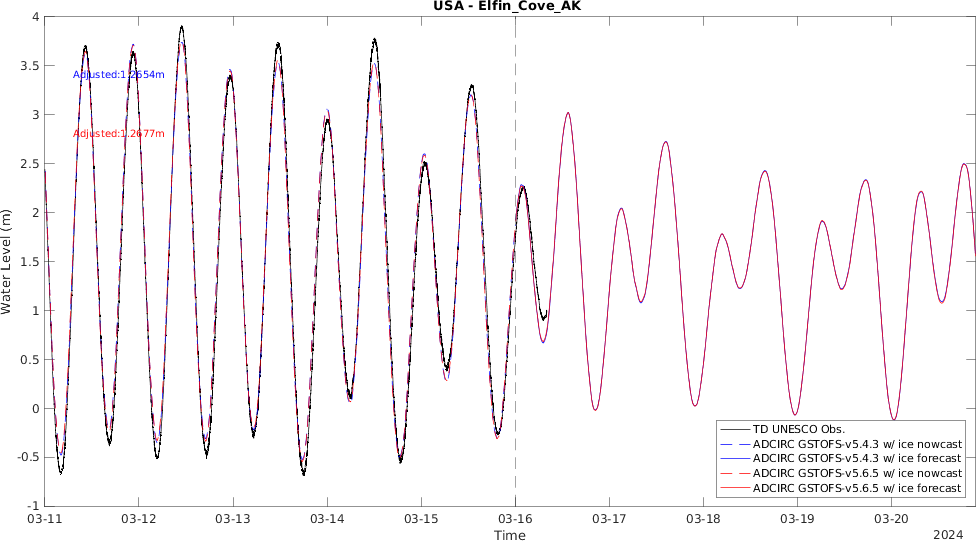 USA - Elfin_Cove_AK
4
3.5
3
2.5
2
1.5
1
0.5
0
-0.5
-1
Water Level (m)
Adjusted:1.2654m
Adjusted:1.2677m
TD UNESCO Obs.
ADCIRC GSTOFS-v5.4.3 w/ ice nowcast
ADCIRC GSTOFS-v5.4.3 w/ ice forecast
ADCIRC GSTOFS-v5.6.5 w/ ice nowcast
ADCIRC GSTOFS-v5.6.5 w/ ice forecast
03-11 03-12 03-13 03-14 03-15 03-16 03-17 03-18 03-19 03-20
Time
2024